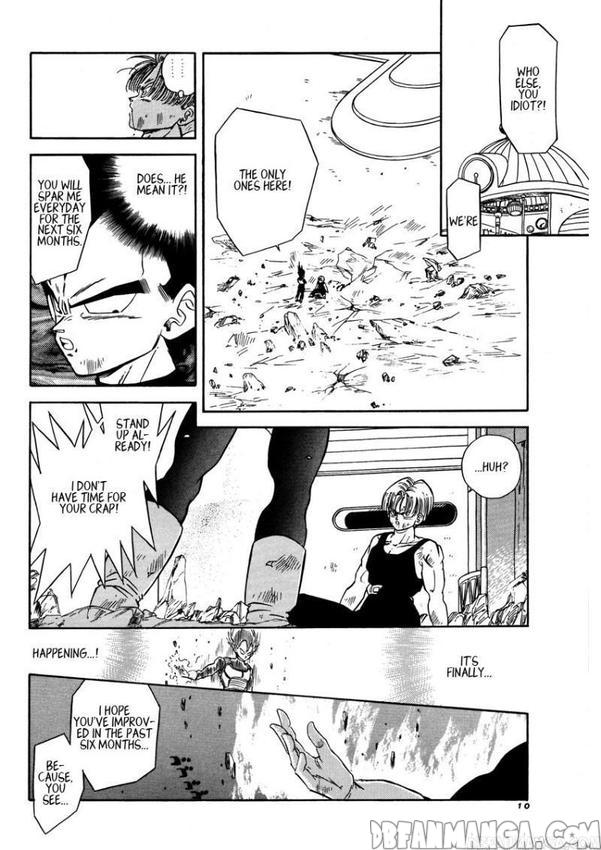 WHO
ELSE,
YOU
IDIOT?!
WE'RE
THE ONLY
ONES HERE!
DOES... HE
MEAN IT?!
YOU WILL
SPAR ME
EVERYDAY
FOR THE
NEXT SIX
MONTHS.
...HUH?
STAND
UP AL-
READY!
I DON'T
HAVE TIME FOR
YOUR CRAP!
IT'S
FINALLY...
HAPPENING...!
I HOPE
YOU'VE IMPROV-
ED IN THE PAST
SIX MONTHS...
BE-
CAUSE,
YOU
SEE...
10
DBFANMANGA.COM